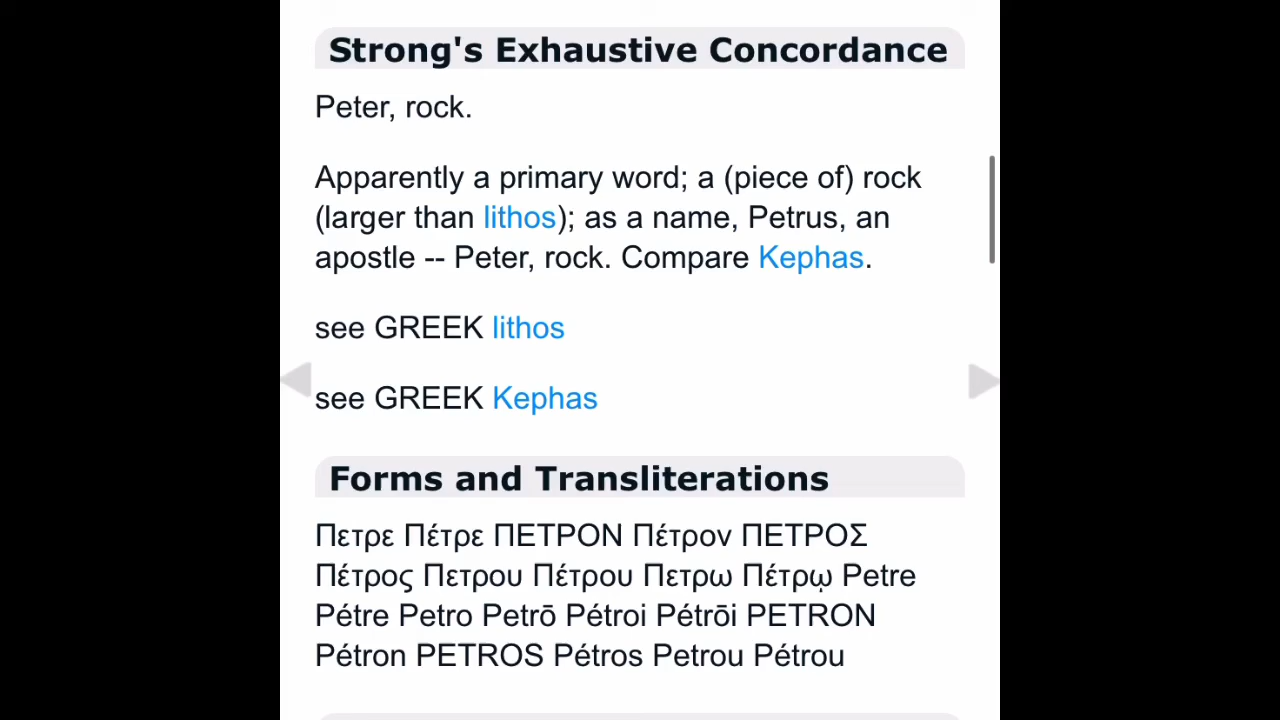 Strong's Exhaustive Concordance
Peter, rock.
Apparently a primary word; a (piece of) rock
(larger than lithos); as a name, Petrus, an
apostle -- Peter, rock. Compare Kephas.
see GREEK lithos
see GREEK Kephas
Forms and Transliterations
Πετρε Πέτρε ΠΕΤΡΟΝ Πέτρον ΠΕΤΡΟΣ
Πέτρος Πετρου Πέτρου Πετρω Πέτρῳ Petre
Pétre Petro Petrō Pétroi Pétrōi PETRON
Pétron PETROS Pétros Petrou Pétrou